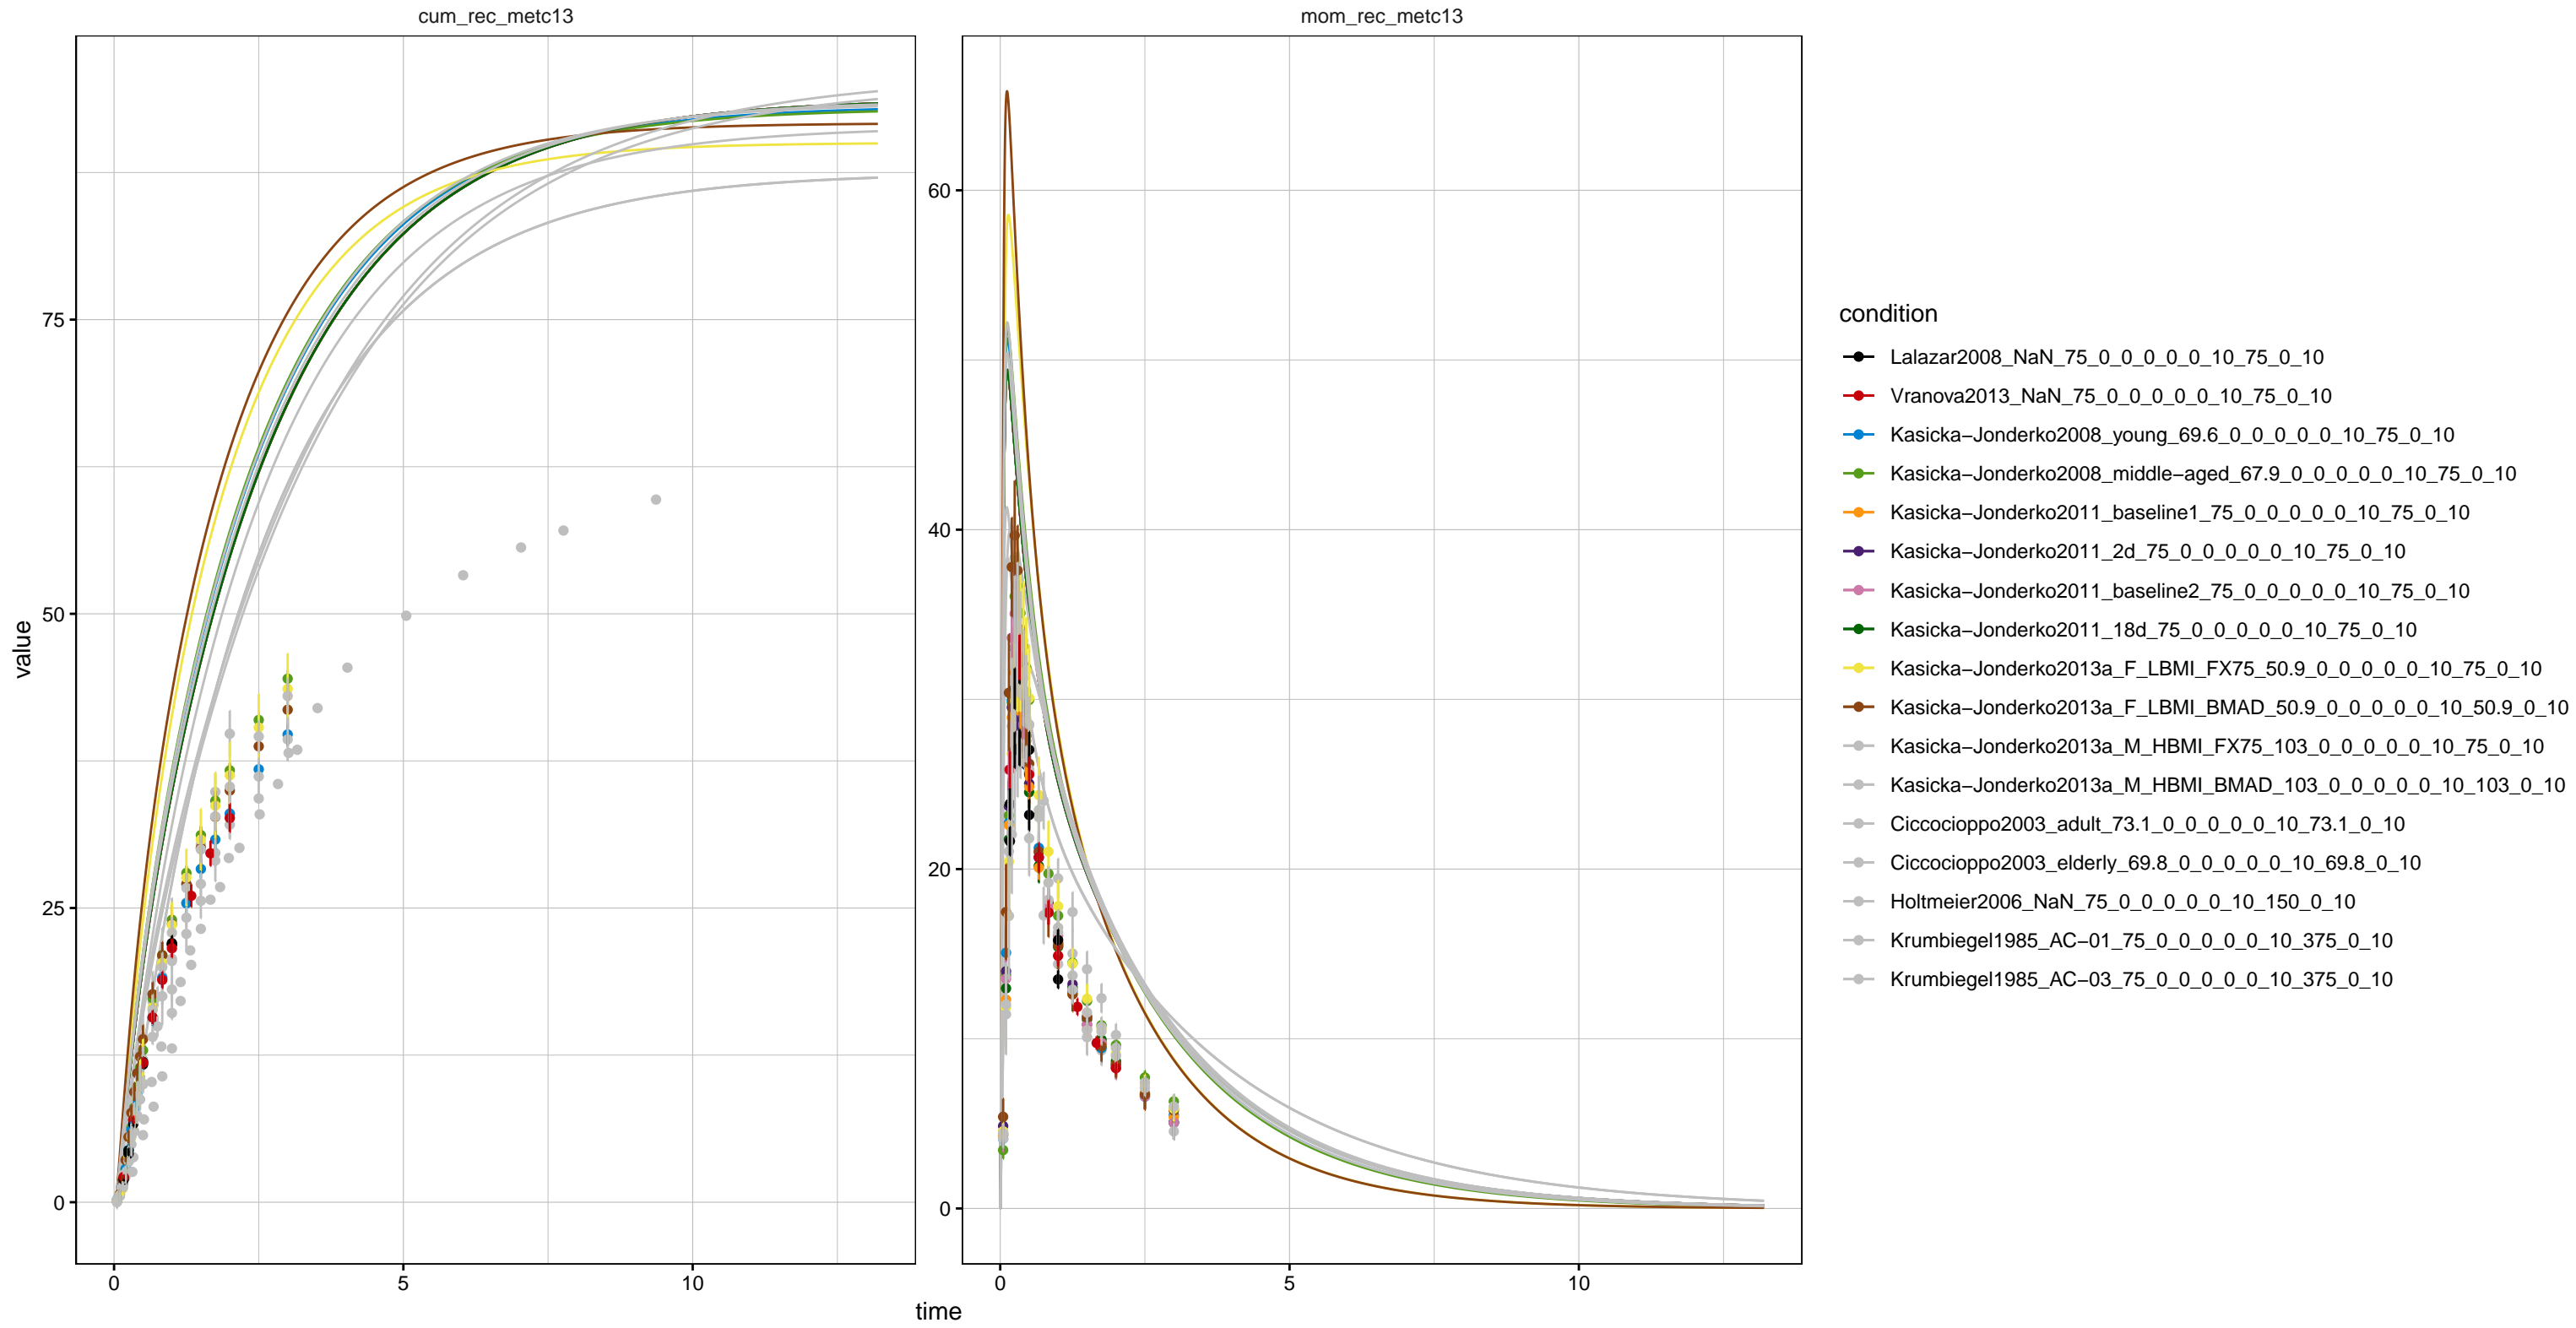 cum_rec_metc13
mom_rec_metc13
value
75
50
25
0
0
5
10
60
40
20
0
0
5
10
time
condition
Lalazar2008_NaN_75_0_0_0_0_0_10_75_0_10
Vranova2013_NaN_75_0_0_0_0_0_10_75_0_10
Kasicka−Jonderko2008_young_69.6_0_0_0_0_0_10_75_0_10
Kasicka−Jonderko2008_middle−aged_67.9_0_0_0_0_0_10_75_0_10
Kasicka−Jonderko2011_baseline1_75_0_0_0_0_0_10_75_0_10
Kasicka−Jonderko2011_2d_75_0_0_0_0_0_10_75_0_10
Kasicka−Jonderko2011_baseline2_75_0_0_0_0_0_10_75_0_10
Kasicka−Jonderko2011_18d_75_0_0_0_0_0_10_75_0_10
Kasicka−Jonderko2013a_F_LBMI_FX75_50.9_0_0_0_0_0_10_75_0_10
Kasicka−Jonderko2013a_F_LBMI_BMAD_50.9_0_0_0_0_0_10_50.9_0_10
Kasicka−Jonderko2013a_M_HBMI_FX75_103_0_0_0_0_0_10_75_0_10
Kasicka−Jonderko2013a_M_HBMI_BMAD_103_0_0_0_0_0_10_103_0_10
Ciccocioppo2003_adult_73.1_0_0_0_0_0_10_73.1_0_10
Ciccocioppo2003_elderly_69.8_0_0_0_0_0_10_69.8_0_10
Holtmeier2006_NaN_75_0_0_0_0_0_10_150_0_10
Krumbiegel1985_AC−01_75_0_0_0_0_0_10_375_0_10
Krumbiegel1985_AC−03_75_0_0_0_0_0_10_375_0_10